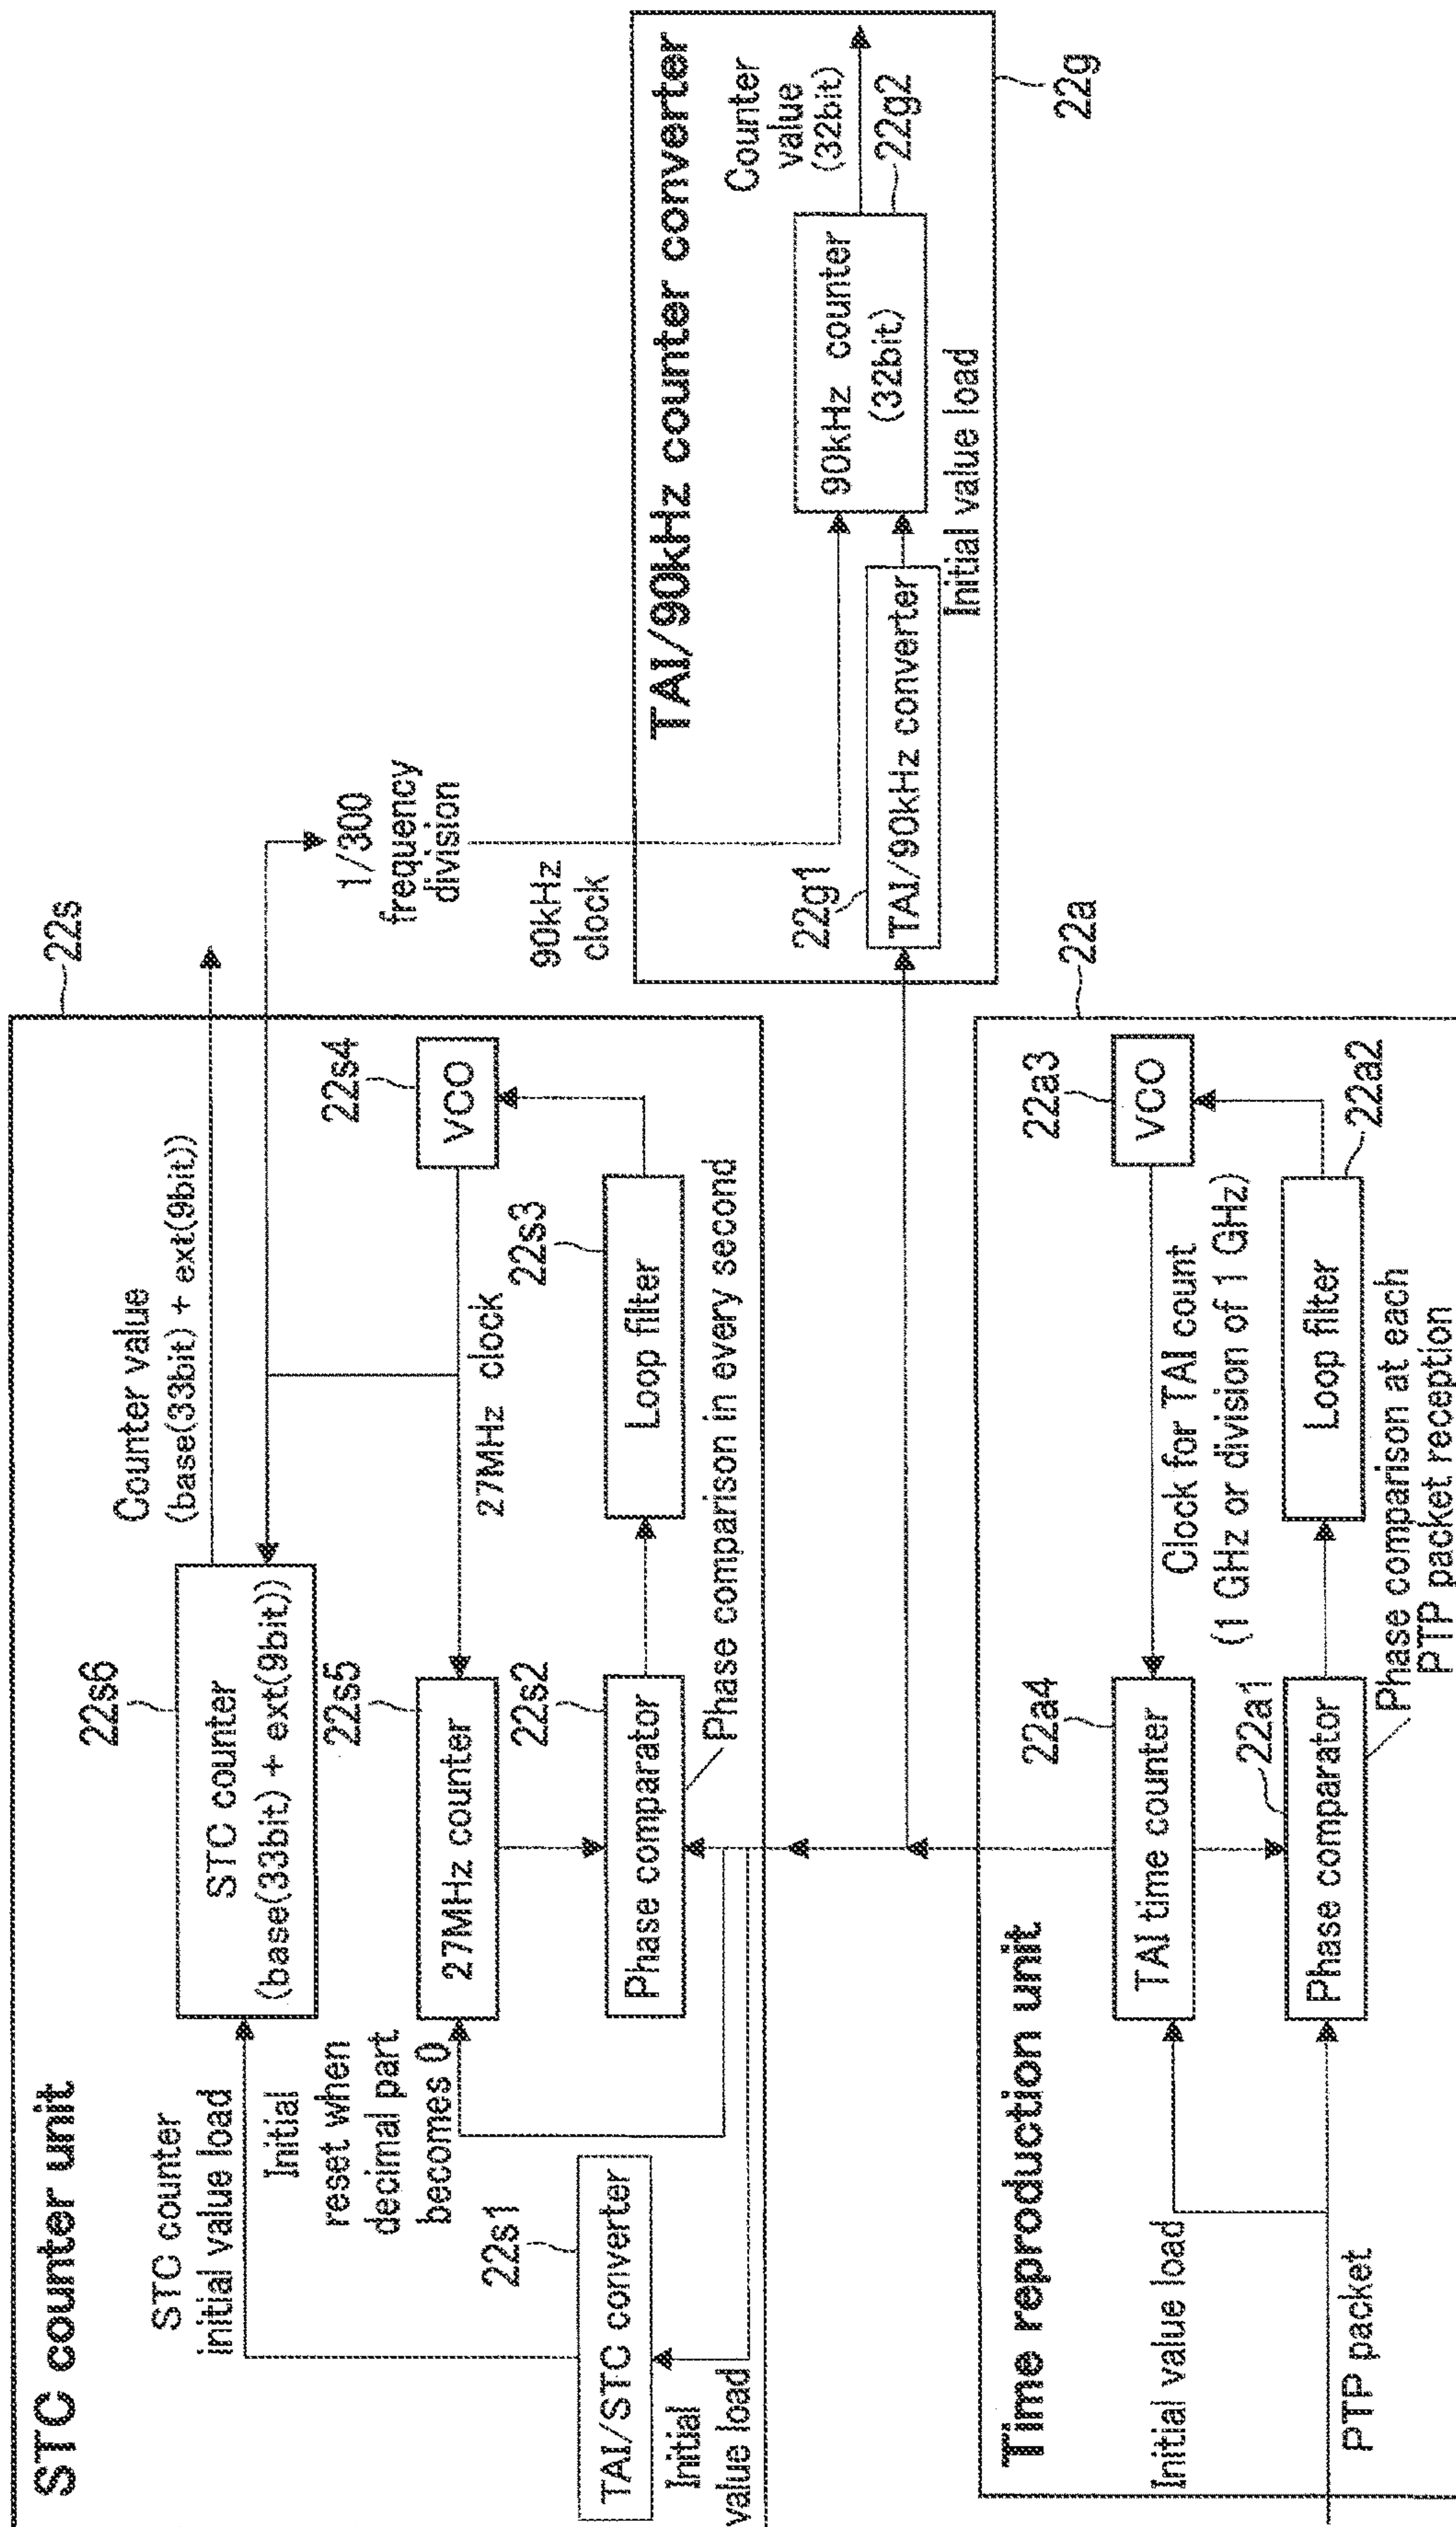 STC counter unit
22s
STC counter
initial value load
22s6
STC counter
(base(33bit) + ext(9bit))
Counter value
(base(33bit) + ext(9bit))
Initial
reset when
decimal part
becomes 0
22s5
27MHz counter
27MHz clock
22s4
VCO
22s1
TAI/STC converter
Initial
value load
22s2
Phase comparator
22s3
Loop filter
Phase comparison in every second
1/300
frequency
division
90kHz
clock
TAI/90kHz counter converter
22g1
TAI/90kHz converter
90kHz counter
(32bit)
Initial value load
Counter
value
(32bit)
22g2
22g
Time reproduction unit
22a
Initial value load
22a4
TAI time counter
Clock for TAI count
(1 GHz or division of 1 GHz)
22a3
VCO
PTP packet
22a1
Phase comparator
Loop filter
22a2
Phase comparison at each
PTP packet reception